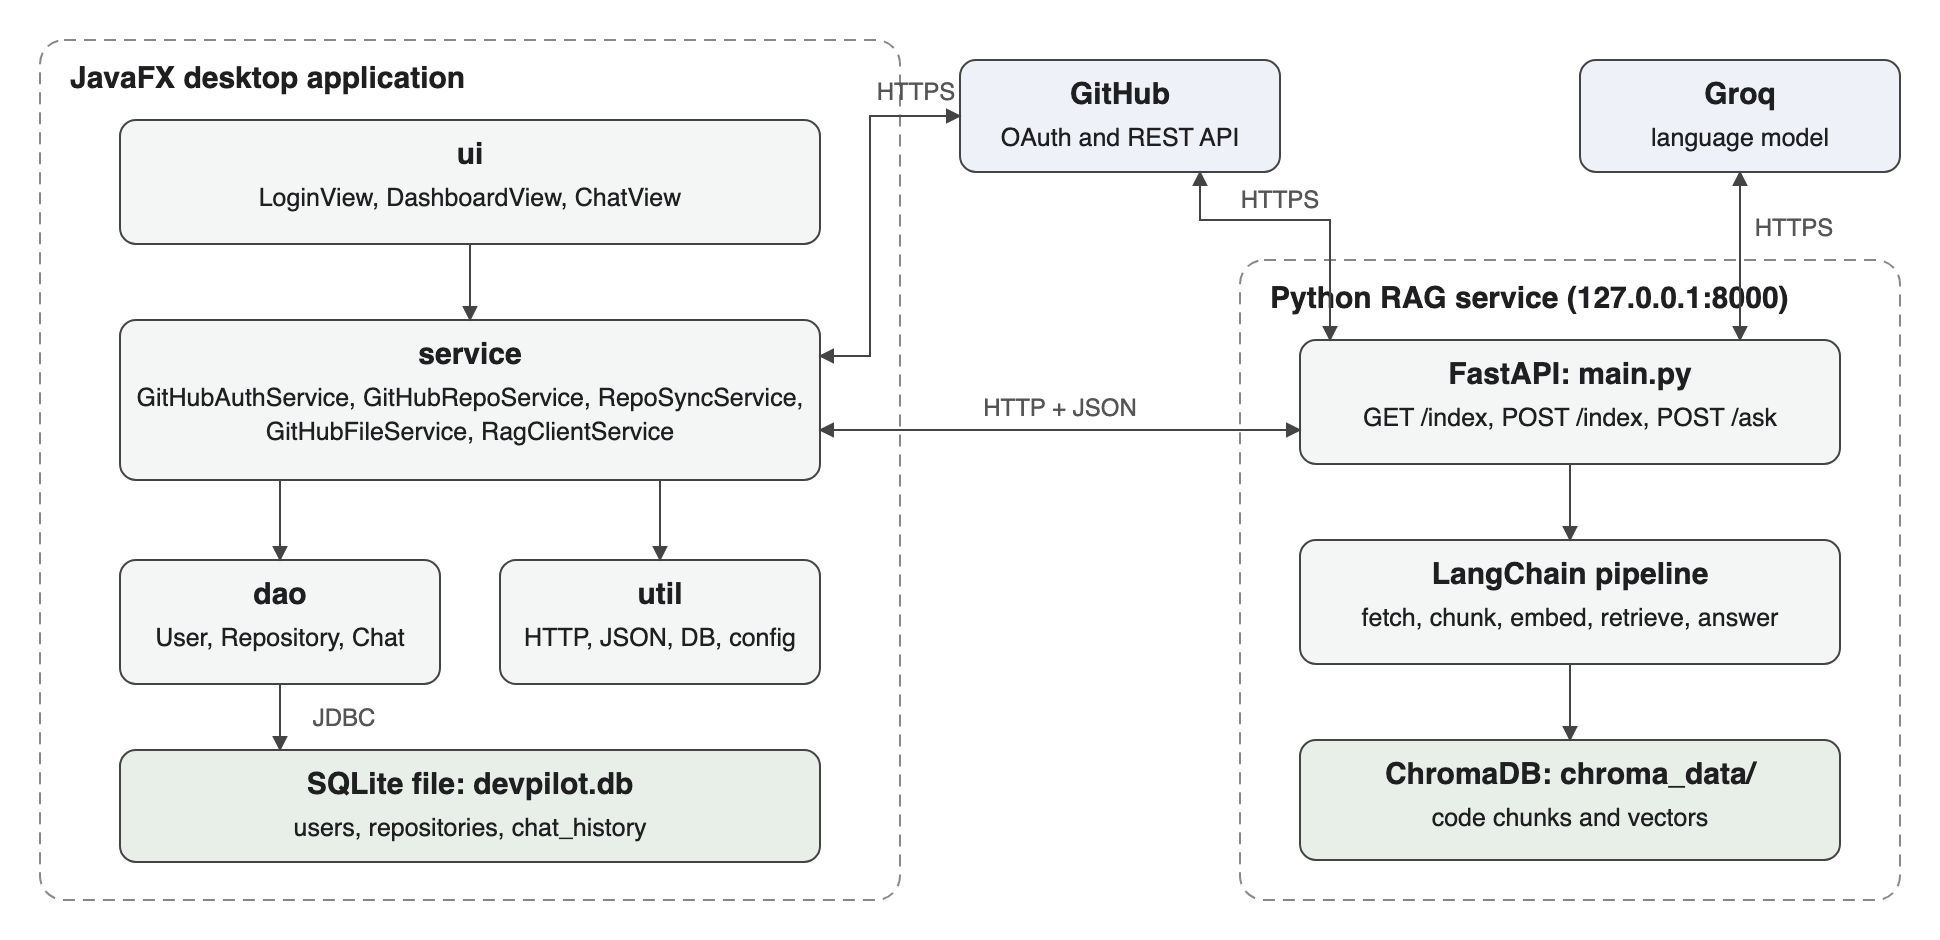 JavaFX desktop application
ui
LoginView, DashboardView, ChatView
service
GitHubAuthService, GitHubRepoService, RepoSyncService,
GitHubFileService, RagClientService
dao
User, Repository, Chat
util
HTTP, JSON, DB, config
JDBC
SQLite file: devpilot.db
users, repositories, chat_history
HTTPS
GitHub
OAuth and REST API
HTTPS
HTTP + JSON
Groq
language model
HTTPS
Python RAG service (127.0.0.1:8000)
FastAPI: main.py
GET /index, POST /index, POST /ask
LangChain pipeline
fetch, chunk, embed, retrieve, answer
ChromaDB: chroma_data/
code chunks and vectors